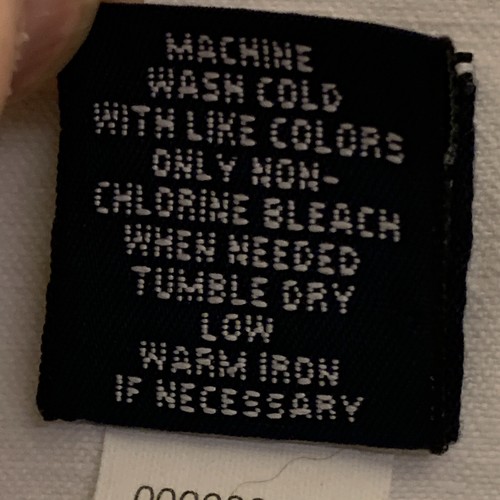 MACHINE
WASH COLD
WITH LIKE COLORS
ONLY NON-
CHLORINE BLEACH
WHEN NEEDED
TUMBLE DRY
LOW
WARM IRON
IF NECESSARY